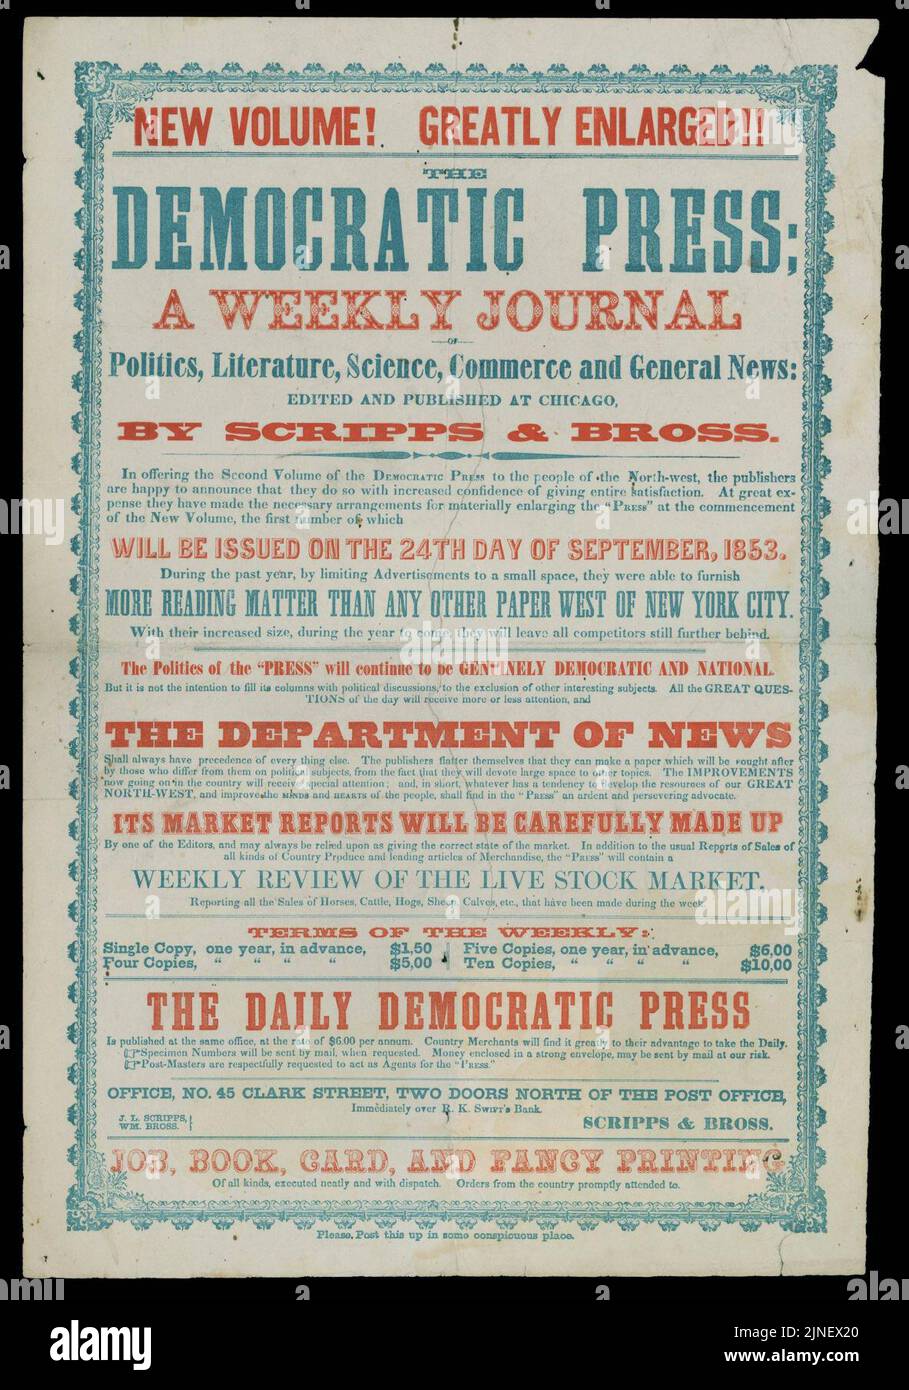 NEW VOLUME! GREATLY ENLARGED!!
THE
DEMOCRATIC PRESS;
A WEEKLY JOURNAL
OF
Politics, Literature, Science, Commerce and General News:
EDITED AND PUBLISHED AT CHICAGO,
BY SCRIPPS & BROSS.
In offering the Second Volume of the DEMOCRATIC PRESS to the people of the North-west, the publishers
are happy to announce that they do so with increased confidence of giving entire satisfaction. At great ex-
pense they have made the necessary arrangements for materially enlarging the "PRESS" at the commencement
of the New Volume, the first number of which
WILL BE ISSUED ON THE 24TH DAY OF SEPTEMBER, 1853.
During the past year, by limiting Advertisements to a small space, they were able to furnish
MORE READING MATTER THAN ANY OTHER PAPER WEST OF NEW YORK CITY.
With their increased size, during the year to come, they will leave all competitors still further behind.
The Politics of the "PRESS" will continue to be GENUINELY DEMOCRATIC AND NATIONAL.
But it is not the intention to fill its columns with political discussions, to the exclusion of other interesting subjects. All the GREAT QUES-
TIONS of the day will receive more or less attention, and
THE DEPARTMENT OF NEWS
Shall always have precedence of every thing else. The publishers flatter themselves that they can make a paper which will be sought after
by those who differ from them on political subjects, from the fact that they will devote large space to other topics. The IMPROVEMENTS
now going on in the country will receive special attention; and, in short, whatever has a tendency to develop the resources of our GREAT
NORTH-WEST, and improve the MINDS and HEARTS of the people, shall find in the "PRESS" an ardent and persevering advocate.
ITS MARKET REPORTS WILL BE CAREFULLY MADE UP
By one of the Editors, and may always be relied upon as giving the correct state of the market. In addition to the usual Reports of Sales of
all kinds of Country Produce and leading articles of Merchandise, the "PRESS" will contain a
WEEKLY REVIEW OF THE LIVE STOCK MARKET,
Reporting all the Sales of Horses, Cattle, Hogs, Sheep, Calves, etc., that have been made during the week.
TERMS OF THE WEEKLY:
Single Copy, one year, in advance, $1,50 Five Copies, one year, in advance, $6,00
Four Copies, " " " " $5,00 Ten Copies, " " " " $10,00
THE DAILY DEMOCRATIC PRESS
Is published at the same office, at the rate of $6.00 per annum. Country Merchants will find it greatly to their advantage to take the Daily.
☞Specimen Numbers will be sent by mail, when requested. Money enclosed in a strong envelope, may be sent by mail at our risk.
☞Post-Masters are respectfully requested to act as Agents for the "PRESS."
OFFICE, NO. 45 CLARK STREET, TWO DOORS NORTH OF THE POST OFFICE,
Immediately over R. K. SWIFT's Bank.
J. L. SCRIPPS,
WM. BROSS.
SCRIPPS & BROSS.
JOB, BOOK, CARD, AND FANCY PRINTING
Of all kinds, executed neatly and with dispatch. Orders from the country promptly attended to.
Please Post this up in some conspicuous place.
alamy
Image ID: 2JNEX20
www.alamy.com